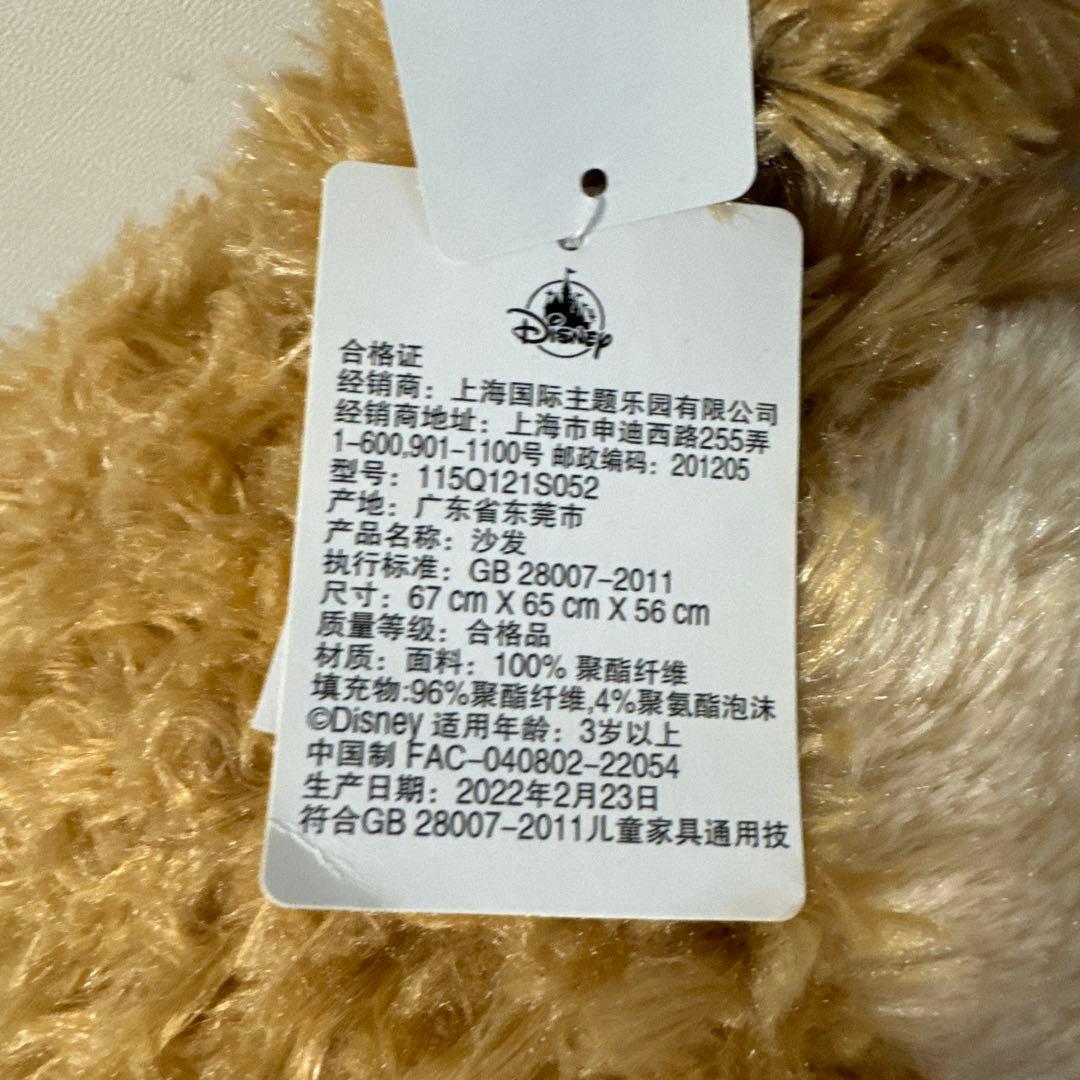 Disney
合格证
经销商：上海国际主题乐园有限公司
经销商地址：上海市申迪西路255弄
1-600,901-1100号 邮政编码：201205
型号：115Q121S052
产地：广东省东莞市
产品名称：沙发
执行标准：GB 28007-2011
尺寸：67 cm X 65 cm X 56 cm
质量等级：合格品
材质：面料：100% 聚酯纤维
填充物:96%聚酯纤维,4%聚氨酯泡沫
©Disney 适用年龄：3岁以上
中国制 FAC-040802-22054
生产日期：2022年2月23日
符合GB 28007-2011儿童家具通用技